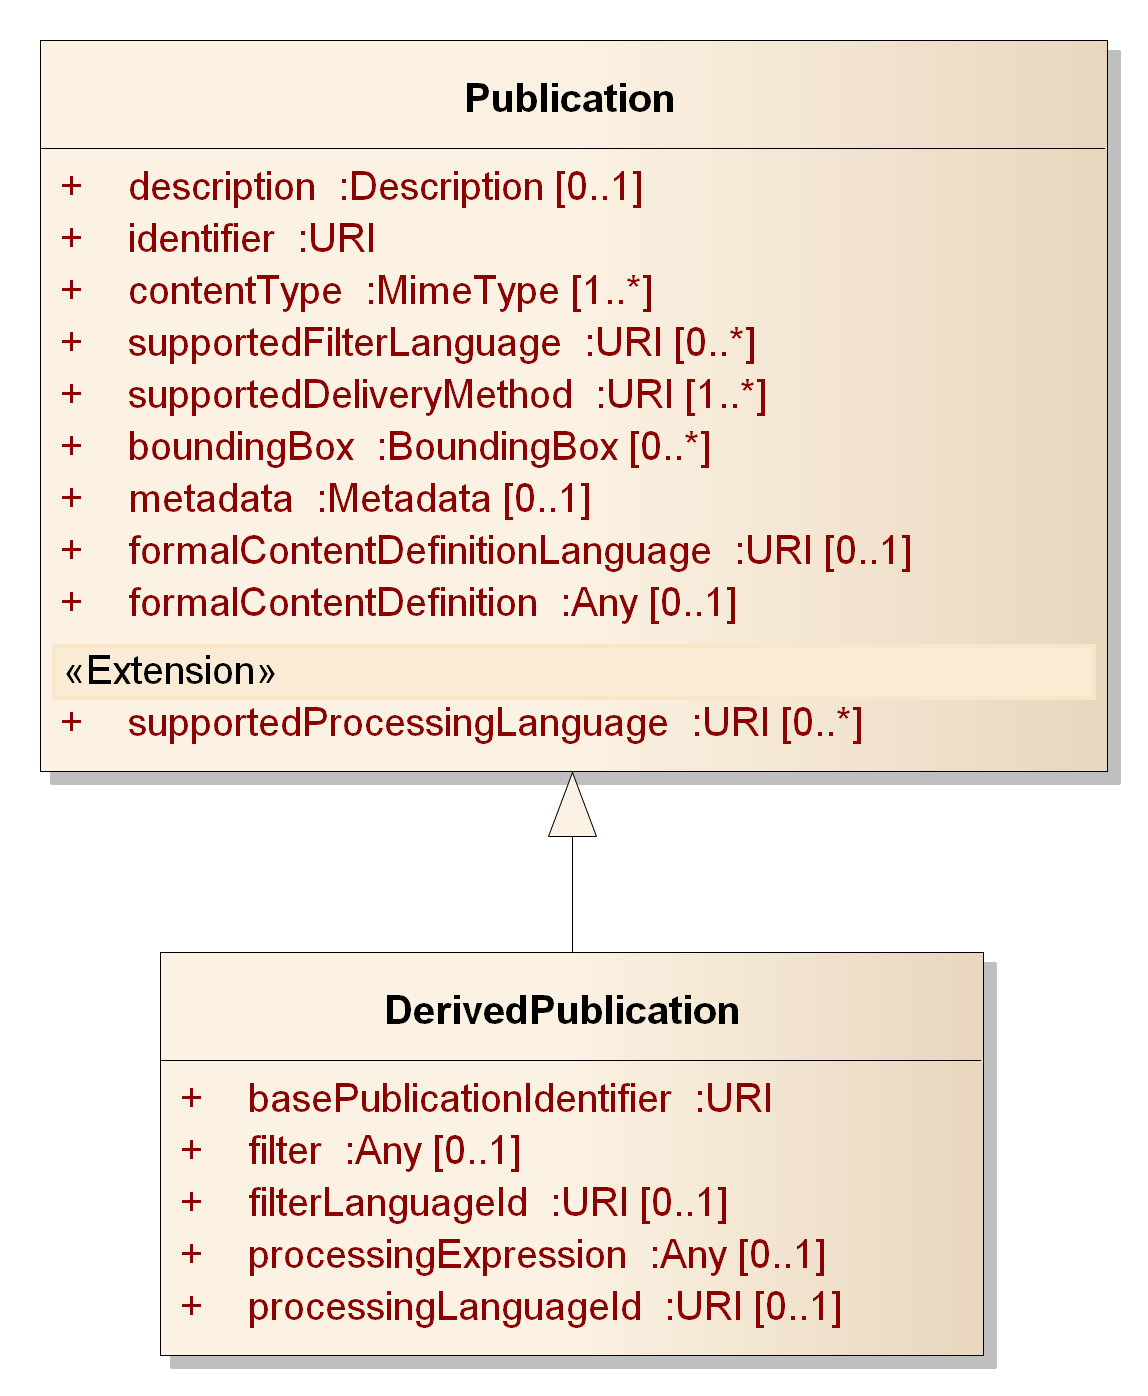 Publication
+ description :Description [0..1]
+ identifier :URI
+ contentType :MimeType [1..*]
+ supportedFilterLanguage :URI [0..*]
+ supportedDeliveryMethod :URI [1..*]
+ boundingBox :BoundingBox [0..*]
+ metadata :Metadata [0..1]
+ formalContentDefinitionLanguage :URI [0..1]
+ formalContentDefinition :Any [0..1]
«Extension»
+ supportedProcessingLanguage :URI [0..*]
DerivedPublication
+ basePublicationIdentifier :URI
+ filter :Any [0..1]
+ filterLanguageId :URI [0..1]
+ processingExpression :Any [0..1]
+ processingLanguageId :URI [0..1]